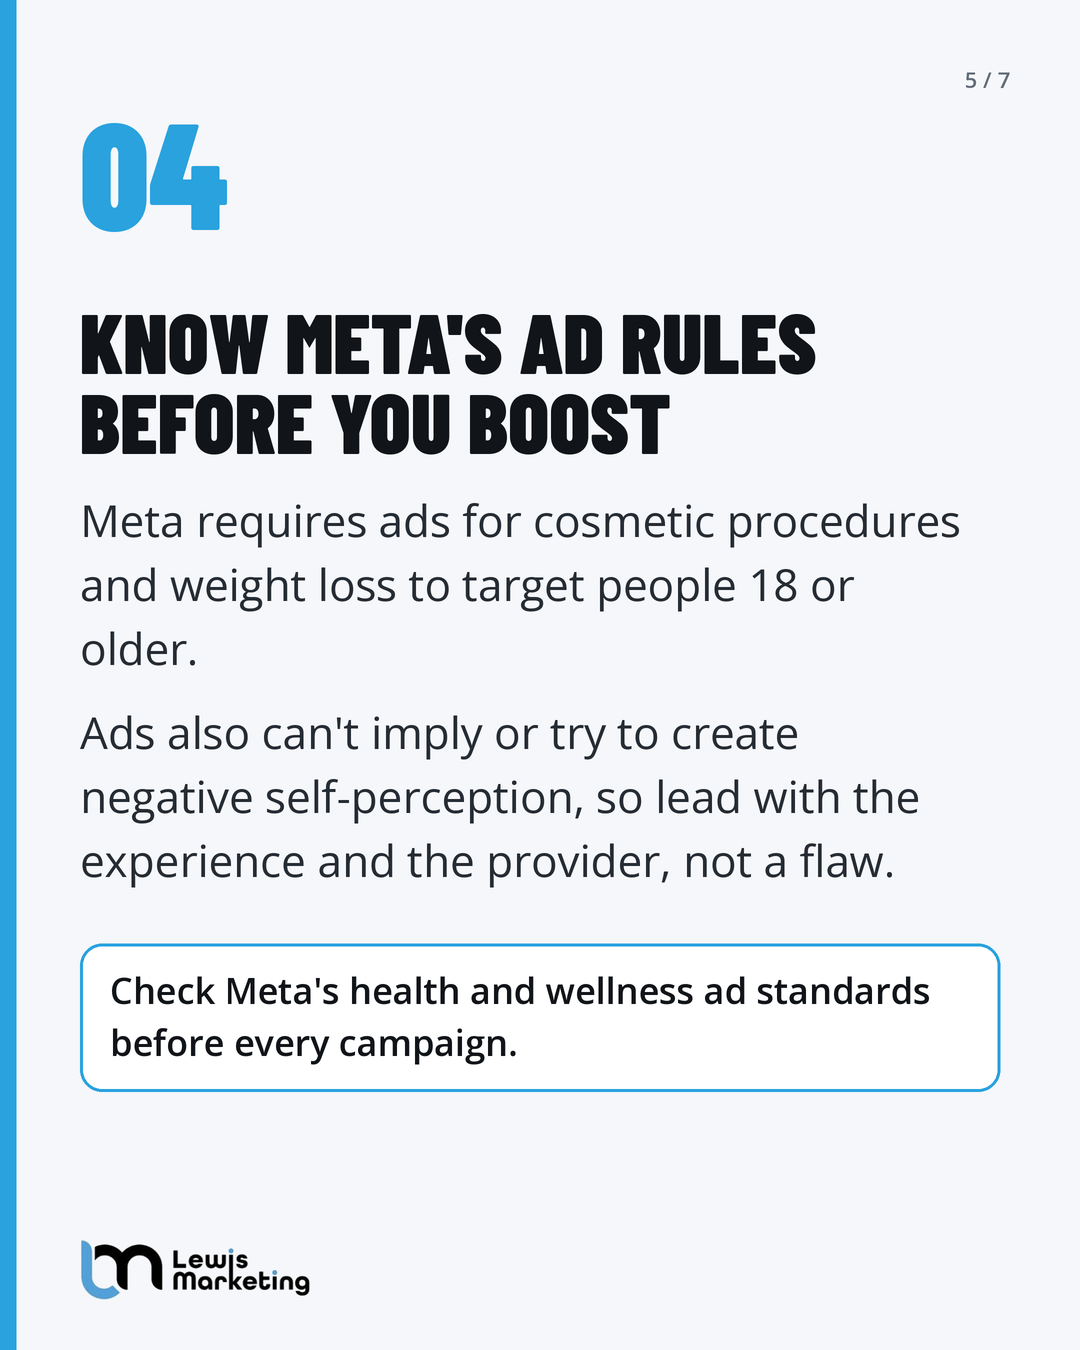 5 / 7
04
KNOW META'S AD RULES
BEFORE YOU BOOST
Meta requires ads for cosmetic procedures
and weight loss to target people 18 or
older.
Ads also can't imply or try to create
negative self-perception, so lead with the
experience and the provider, not a flaw.
Check Meta's health and wellness ad standards
before every campaign.
Lewis
Marketing